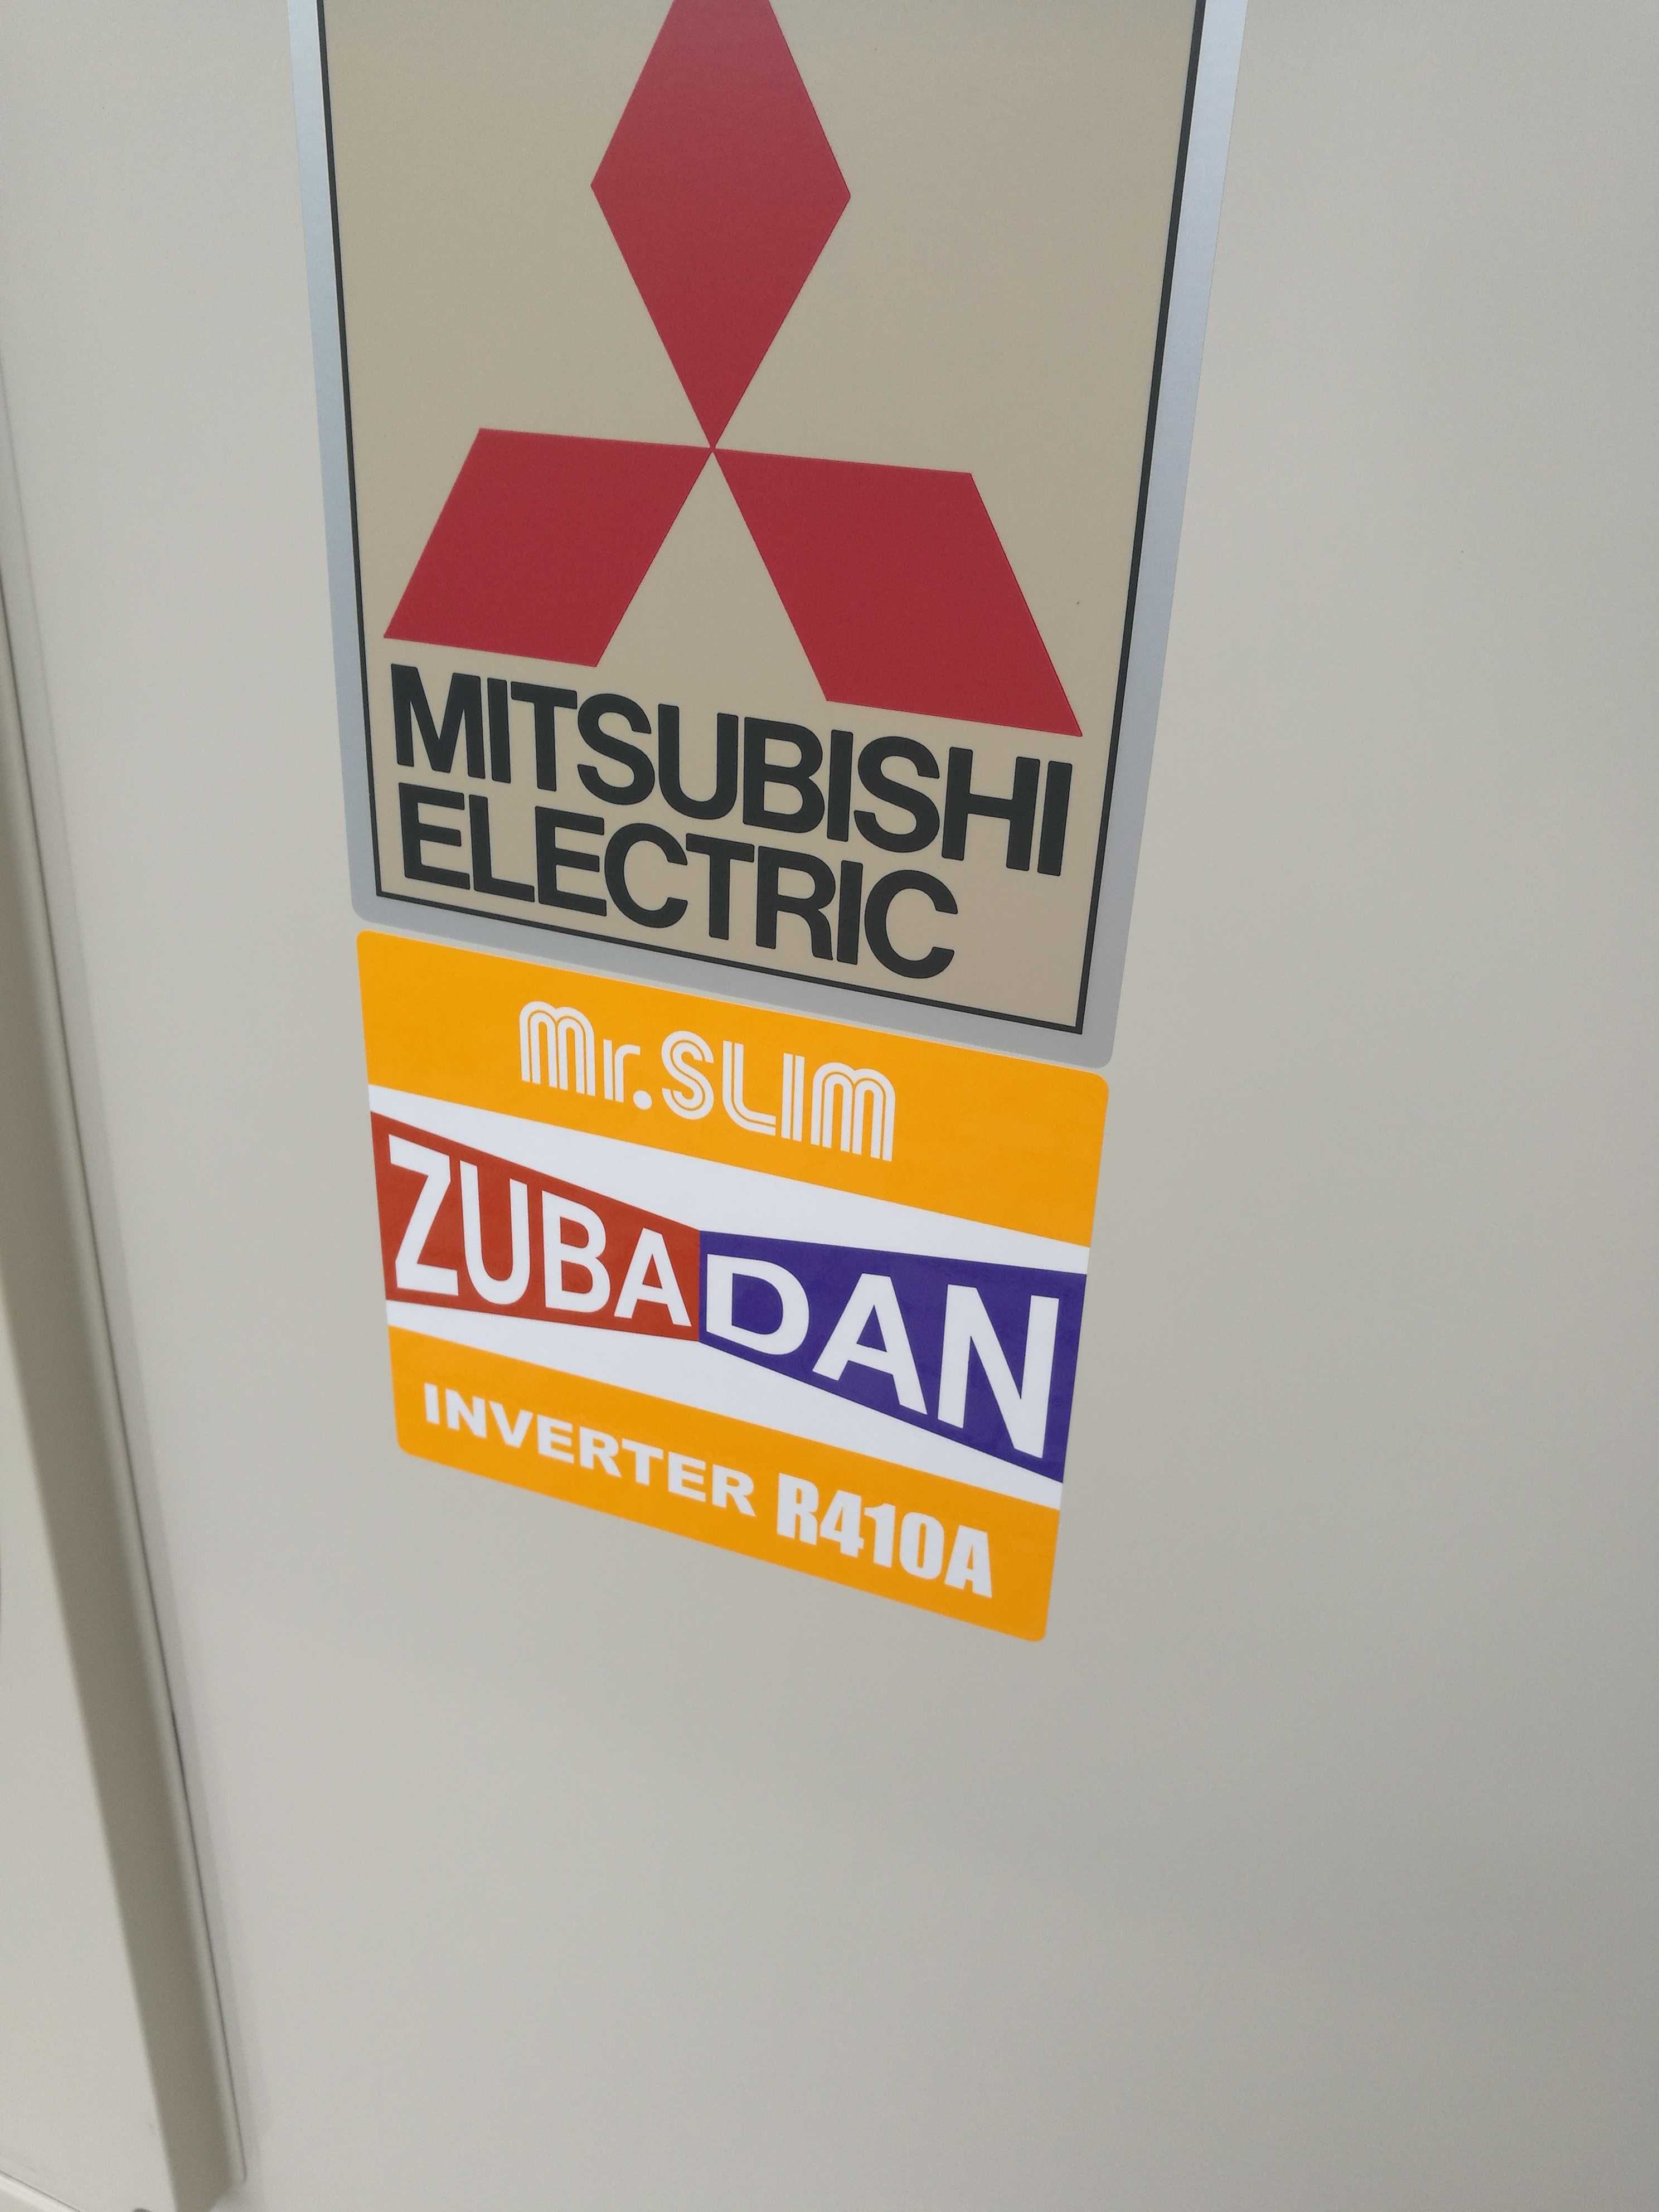 MITSUBISHI
ELECTRIC
Mr.SLIM
ZUBADAN
INVERTER R410A